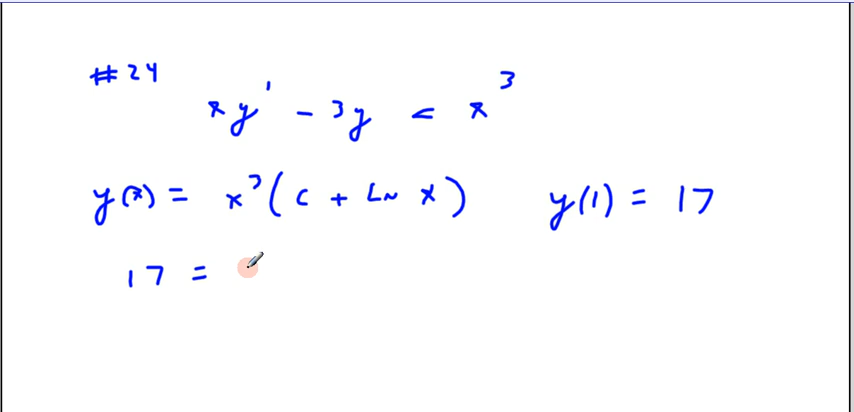 #24
xy' - 3y = x³
y(x) = x³(C + Ln x) y(1) = 17
17 =